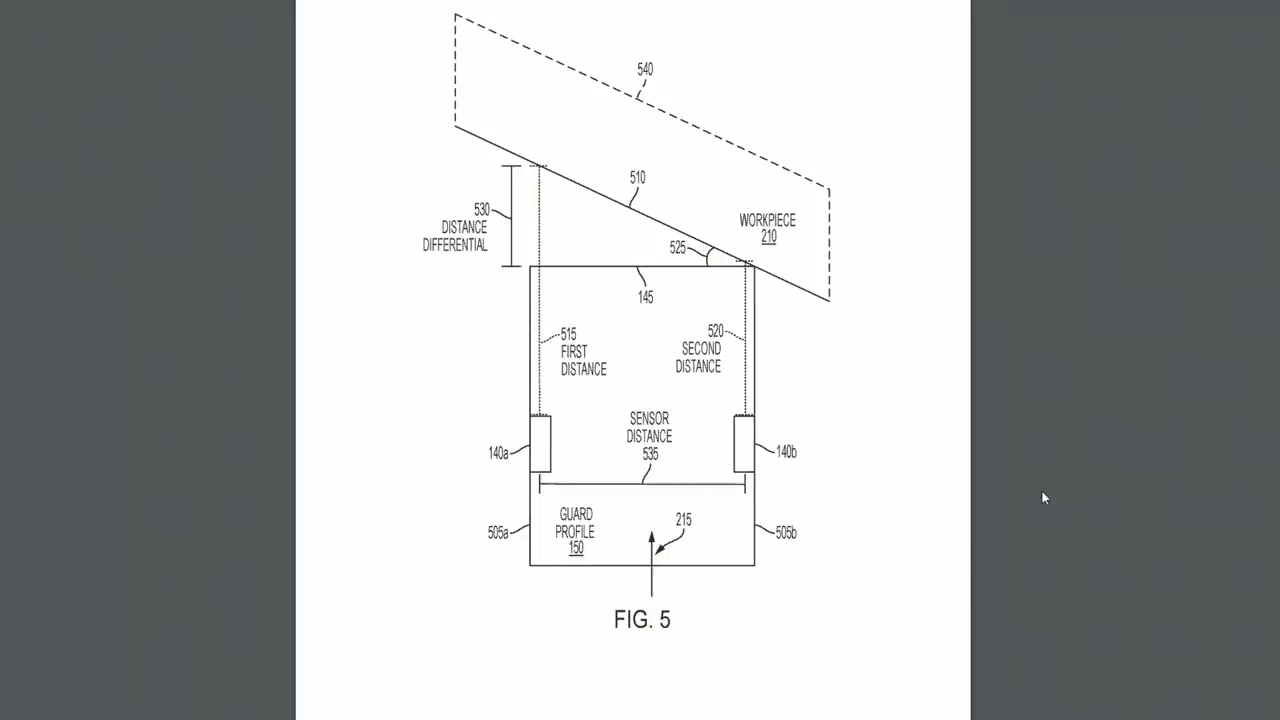 540
510
530
DISTANCE
DIFFERENTIAL
WORKPIECE
210
525
145
515
FIRST
DISTANCE
520
SECOND
DISTANCE
SENSOR
DISTANCE
535
140a
140b
GUARD
PROFILE
150
215
505a
505b
FIG. 5